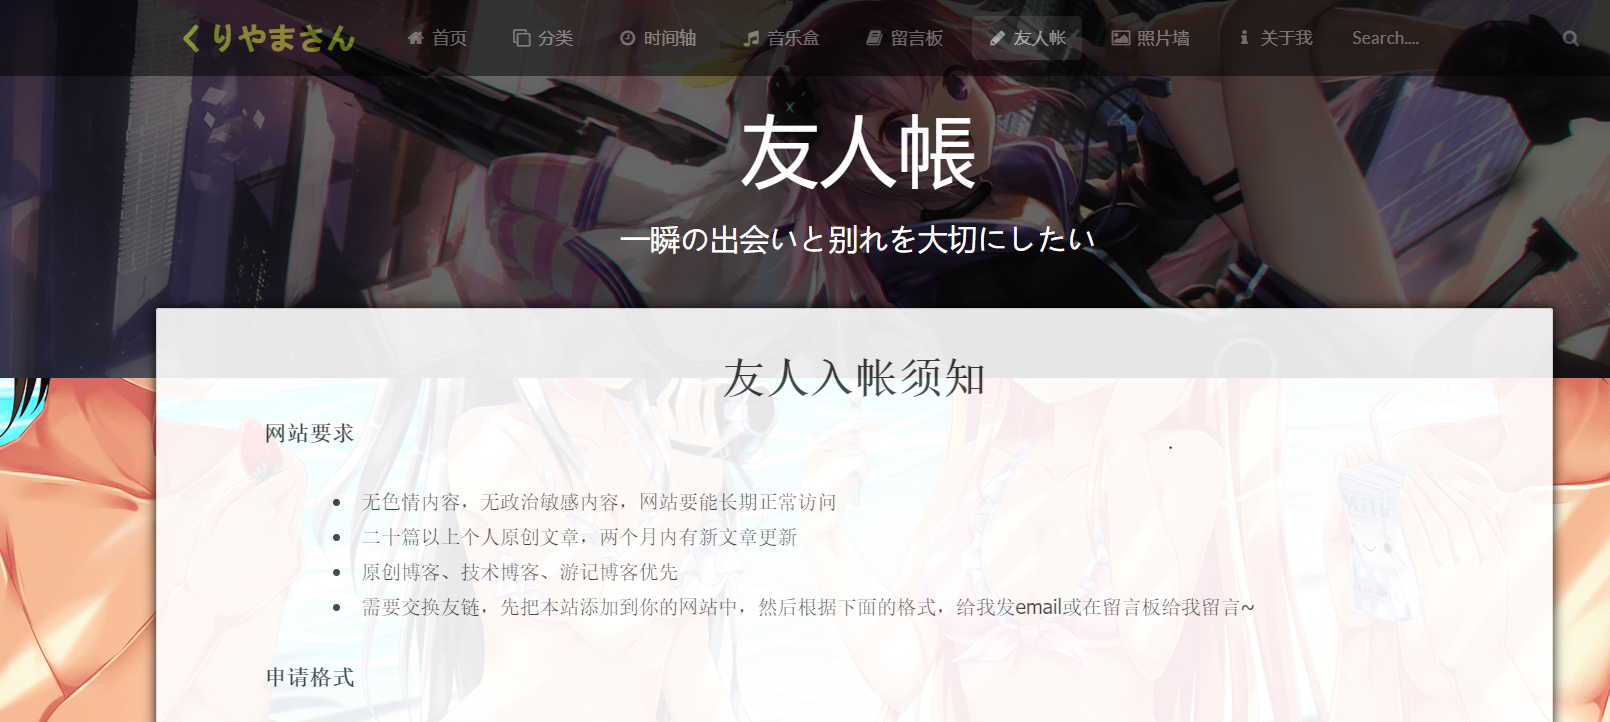 くりやまさん
首页
分类
时间轴
音乐盒
留言板
友人帐
照片墙
关于我
Search....
友人帳
一瞬の出会いと别れを大切にしたい
友人入帐须知
网站要求
无色情内容，无政治敏感内容，网站要能长期正常访问
二十篇以上个人原创文章，两个月内有新文章更新
原创博客、技术博客、游记博客优先
需要交换友链，先把本站添加到你的网站中，然后根据下面的格式，给我发email或在留言板给我留言~
申请格式
Milk